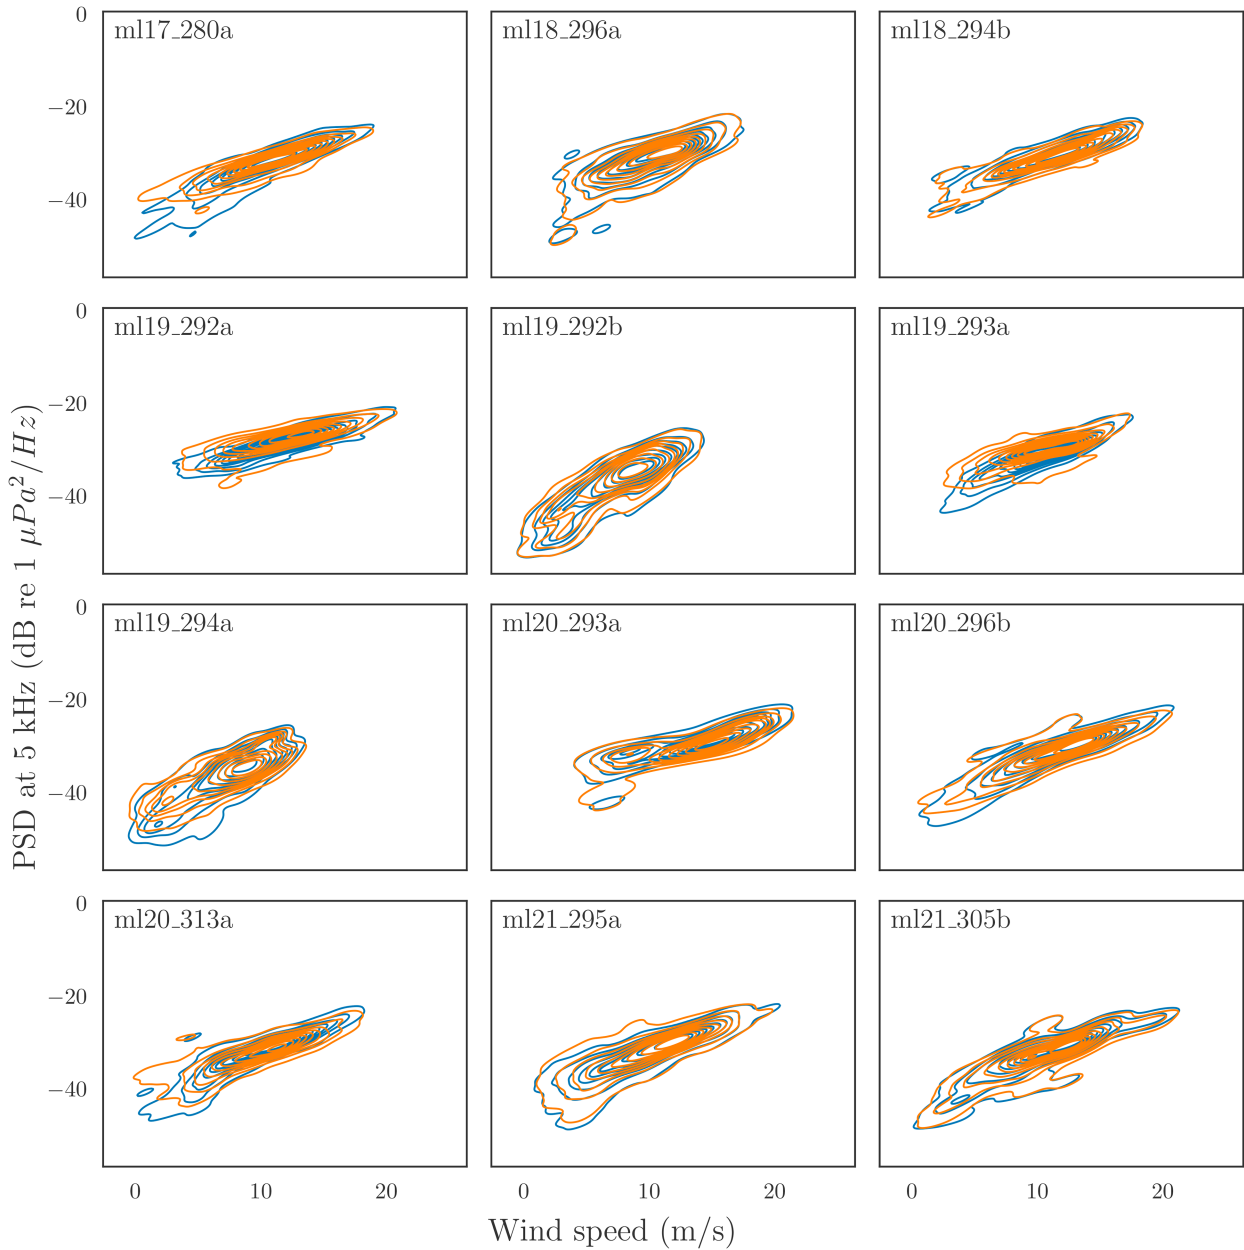 ml17_280a ml18_296a ml18_294b
0
−20
−40
ml19_292a ml19_292b ml19_293a
0
−20
−40
ml19_294a ml20_293a ml20_296b
0
−20
−40
ml20_313a ml21_295a ml21_305b
0
−20
−40
0 10 20 0 10 20 0 10 20
Wind speed (m/s)
PSD at 5 kHz (dB re 1 μPa²/Hz)